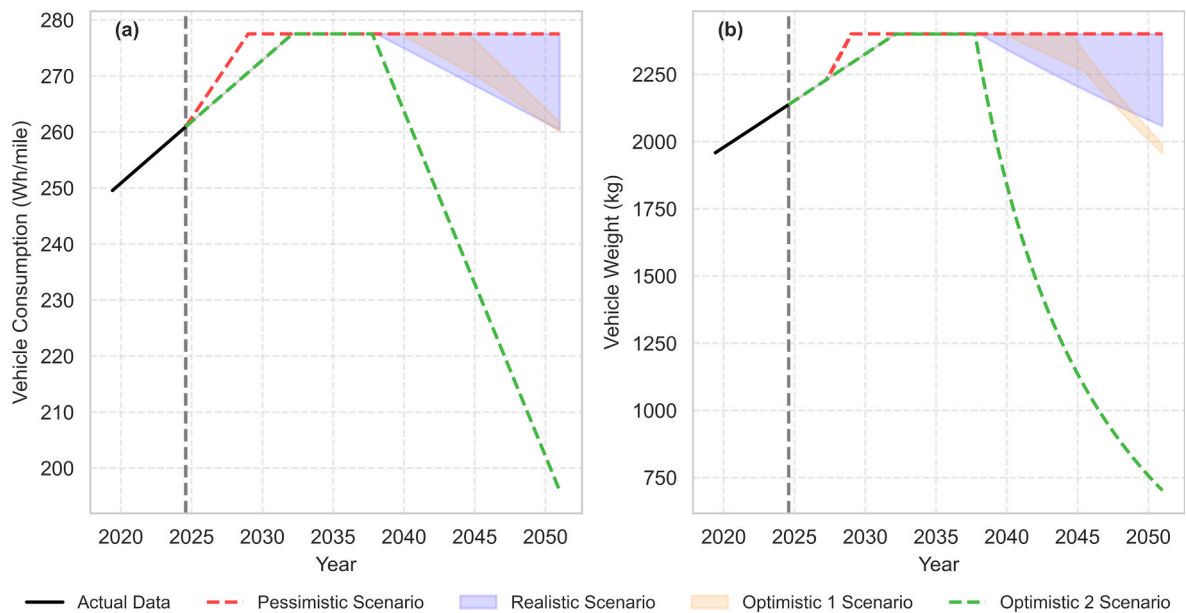 (a)
Vehicle Consumption (Wh/mile)
280
270
260
250
240
230
220
210
200
2020 2025 2030 2035 2040 2045 2050
Year
(b)
Vehicle Weight (kg)
2250
2000
1750
1500
1250
1000
750
2020 2025 2030 2035 2040 2045 2050
Year
Actual Data Pessimistic Scenario Realistic Scenario Optimistic 1 Scenario Optimistic 2 Scenario